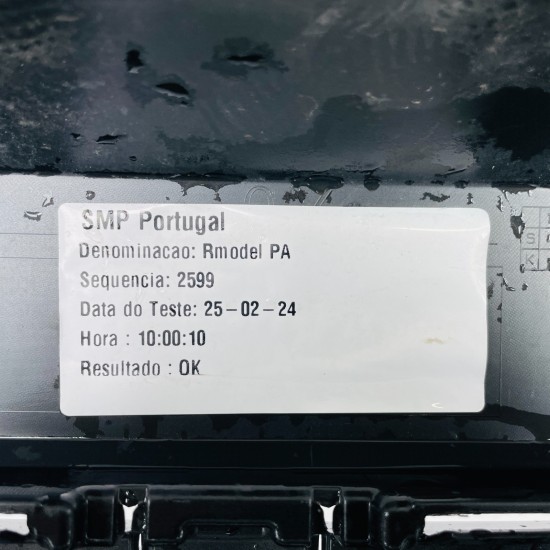 SMP Portugal
Denominacao: Rmodel PA
Sequencia: 2599
Data do Teste: 25-02-24
Hora : 10:00:10
Resultado : OK
S
K